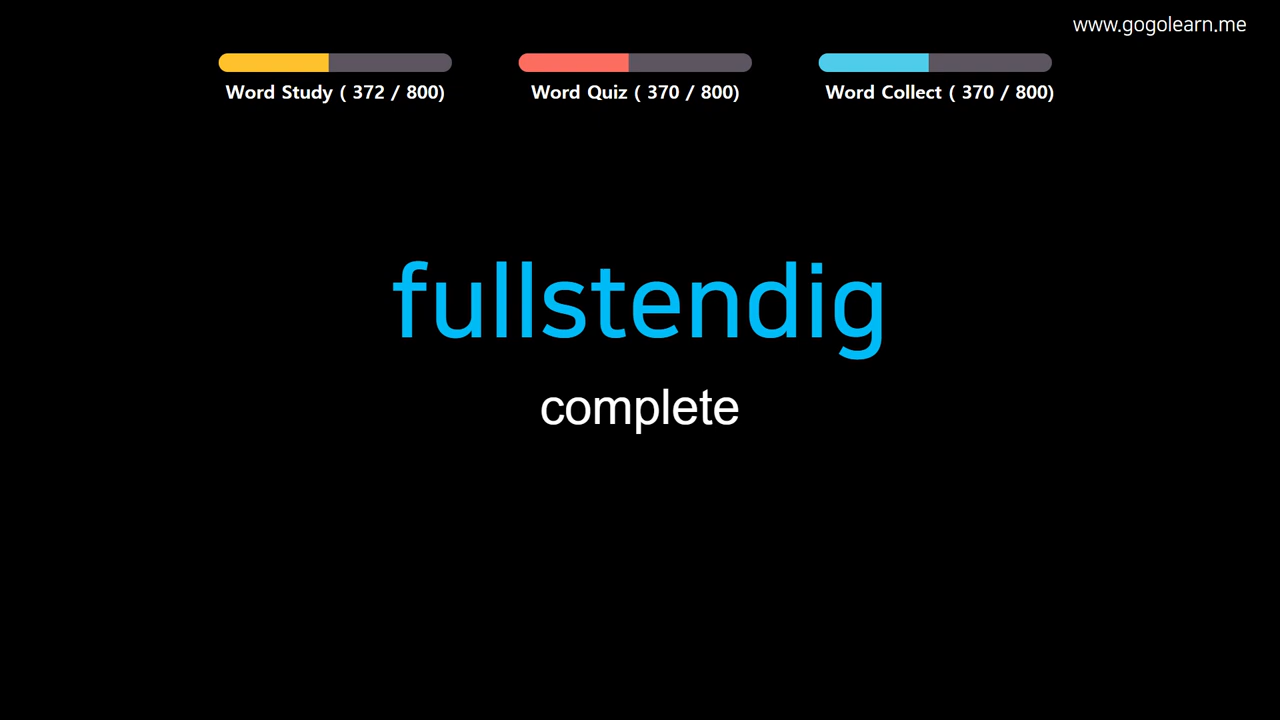 www.gogolearn.me
Word Study ( 372 / 800)
Word Quiz ( 370 / 800)
Word Collect ( 370 / 800)
fullstendig
complete